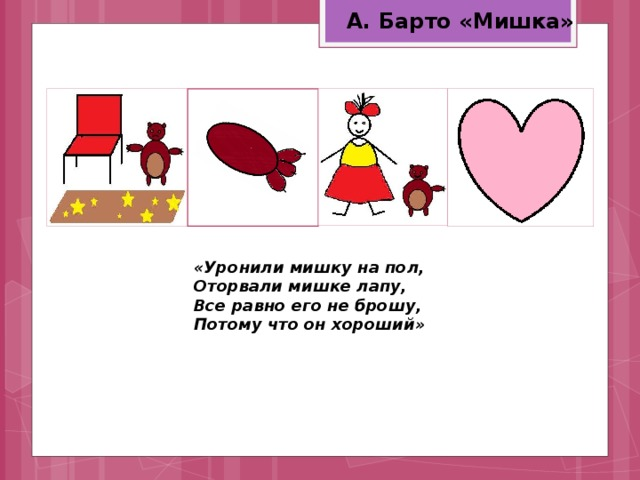 А. Барто «Мишка»
«Уронили мишку на пол,
Оторвали мишке лапу,
Все равно его не брошу,
Потому что он хороший»